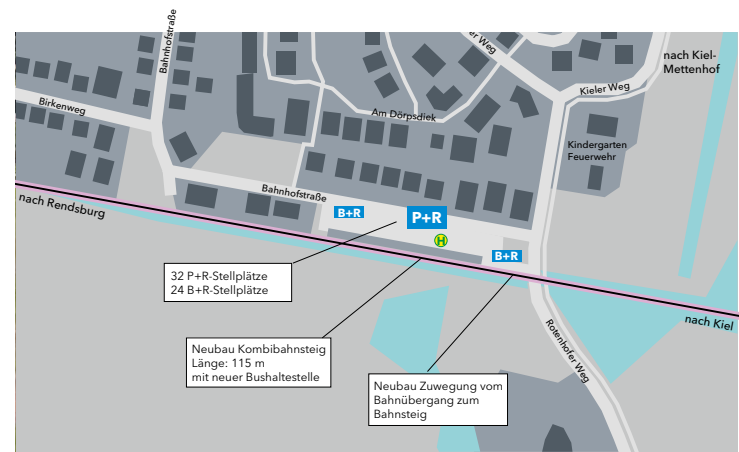 Bahnhofstraße
er Weg
nach Kiel-
Mettenhof
Kieler Weg
Birkenweg
Am Dörpsdiek
Kindergarten
Feuerwehr
Bahnhofstraße
nach Rendsburg
B+R
P+R
H
B+R
32 P+R-Stellplätze
24 B+R-Stellplätze
nach Kiel
Rotenhofer Weg
Neubau Kombibahnsteig
Länge: 115 m
mit neuer Bushaltestelle
Neubau Zuwegung vom
Bahnübergang zum
Bahnsteig